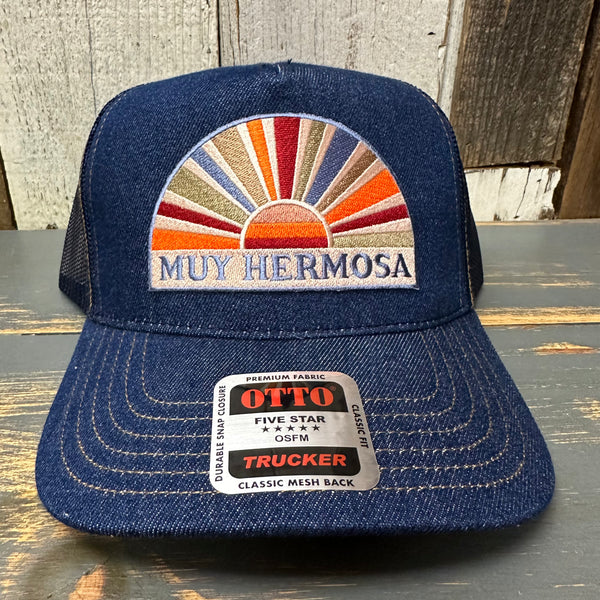 MUY HERMOSA
PREMIUM FABRIC
DURABLE SNAP CLOSURE
OTTO
FIVE STAR
★★★★★
OSFM
TRUCKER
CLASSIC FIT
CLASSIC MESH BACK